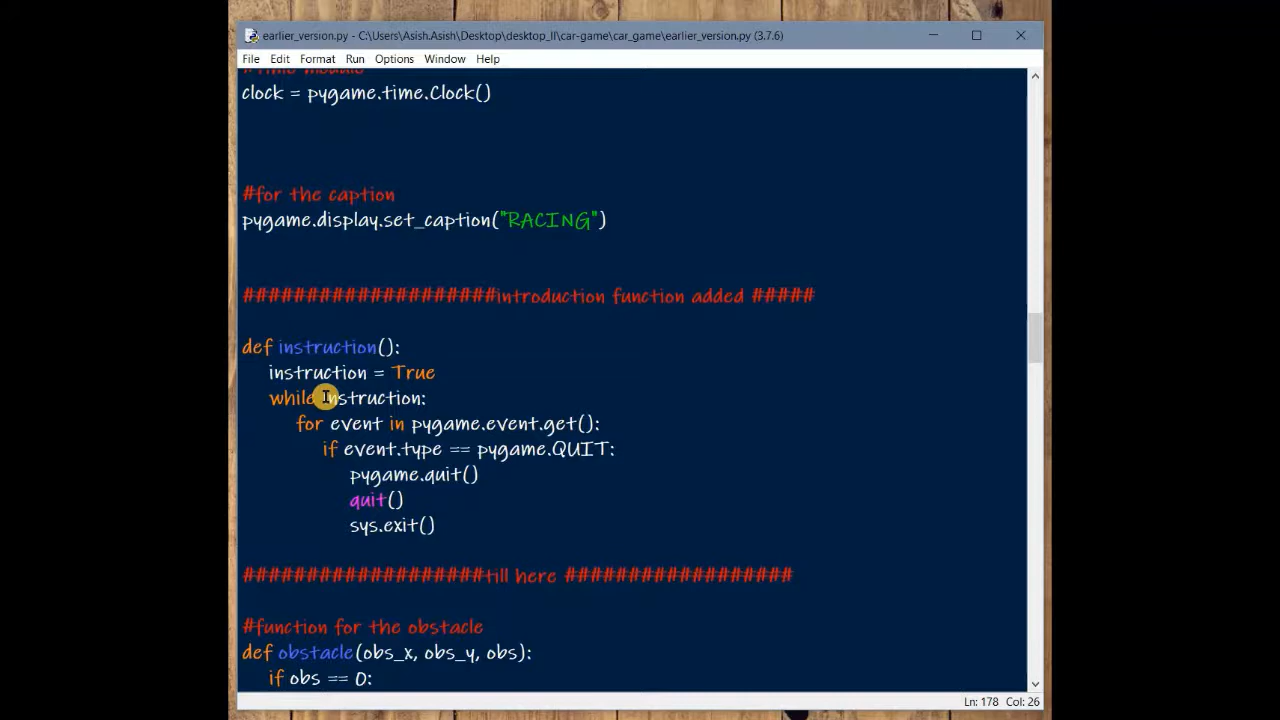 earlier_version.py - C:\Users\Asish.Asish\Desktop\desktop_ll\car-game\car_game\earlier_version.py (3.7.6)
File Edit Format Run Options Window Help
#Time module
clock = pygame.time.Clock()
#for the caption
pygame.display.set_caption("RACING")
####################introduction function added #####
def instruction():
instruction = True
while instruction:
for event in pygame.event.get():
if event.type == pygame.QUIT:
pygame.quit()
quit()
sys.exit()
###################till here ##################
#function for the obstacle
def obstacle(obs_x, obs_y, obs):
if obs == 0:
Ln: 178 Col: 26